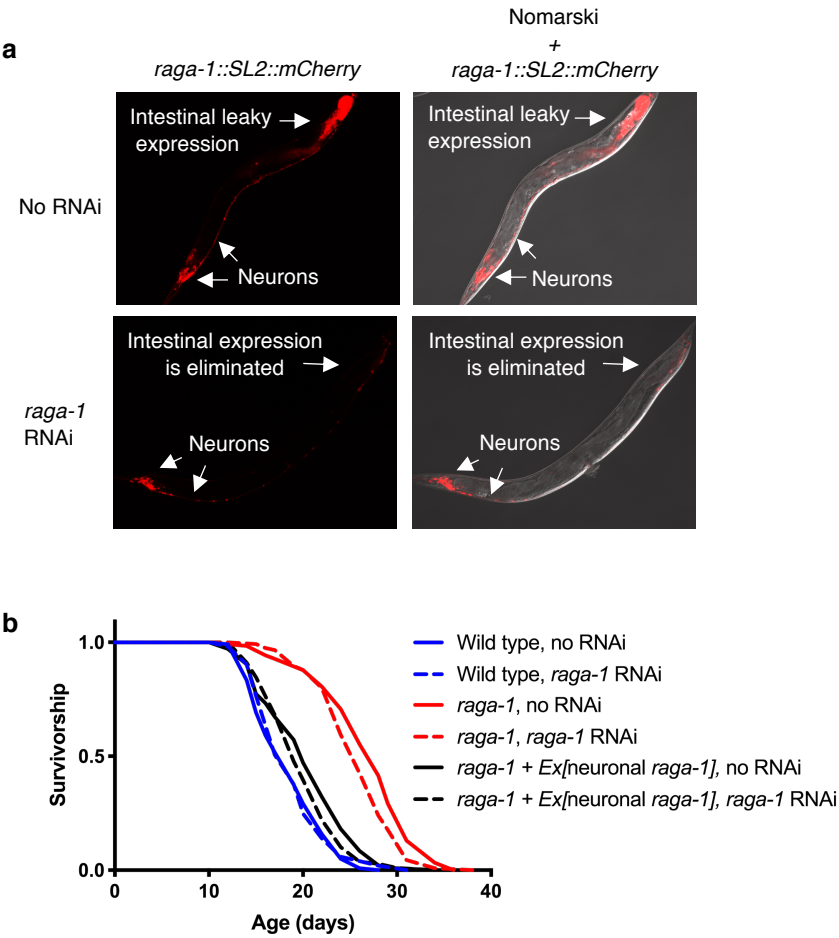 a
raga-1::SL2::mCherry
Nomarski
+
raga-1::SL2::mCherry
No RNAi
Intestinal leaky
expression
Neurons
Intestinal leaky
expression
Neurons
raga-1
RNAi
Intestinal expression
is eliminated
Neurons
Intestinal expression
is eliminated
Neurons
b
Survivorship
1.0
0.5
0.0
0
10
20
30
40
Age (days)
Wild type, no RNAi
Wild type, raga-1 RNAi
raga-1, no RNAi
raga-1, raga-1 RNAi
raga-1 + Ex[neuronal raga-1], no RNAi
raga-1 + Ex[neuronal raga-1], raga-1 RNAi